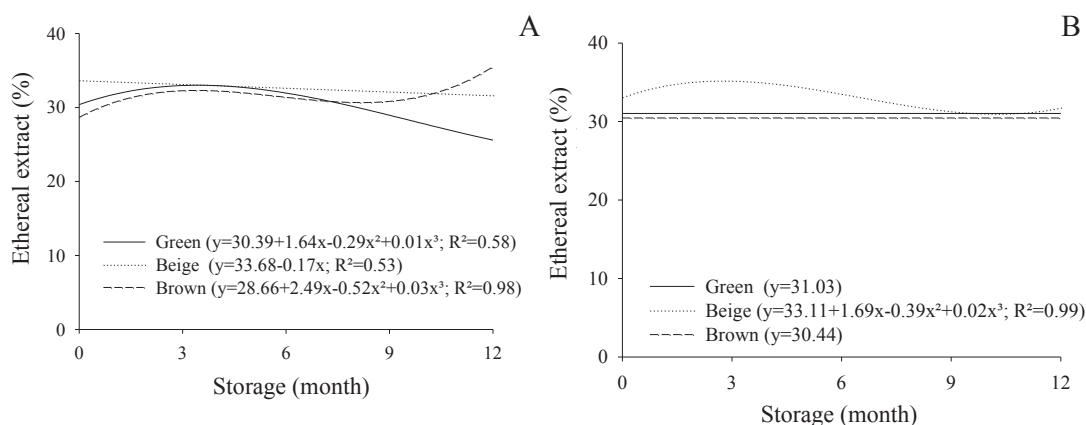 A
Ethereal extract (%)
40
30
20
10
0
Green (y=30.39+1.64x-0.29x²+0.01x³; R²=0.58)
Beige (y=33.68-0.17x; R²=0.53)
Brown (y=28.66+2.49x-0.52x²+0.03x³; R²=0.98)
0 3 6 9 12
Storage (month)
B
Ethereal extract (%)
40
30
20
10
0
Green (y=31.03)
Beige (y=33.11+1.69x-0.39x²+0.02x³; R²=0.99)
Brown (y=30.44)
0 3 6 9 12
Storage (month)